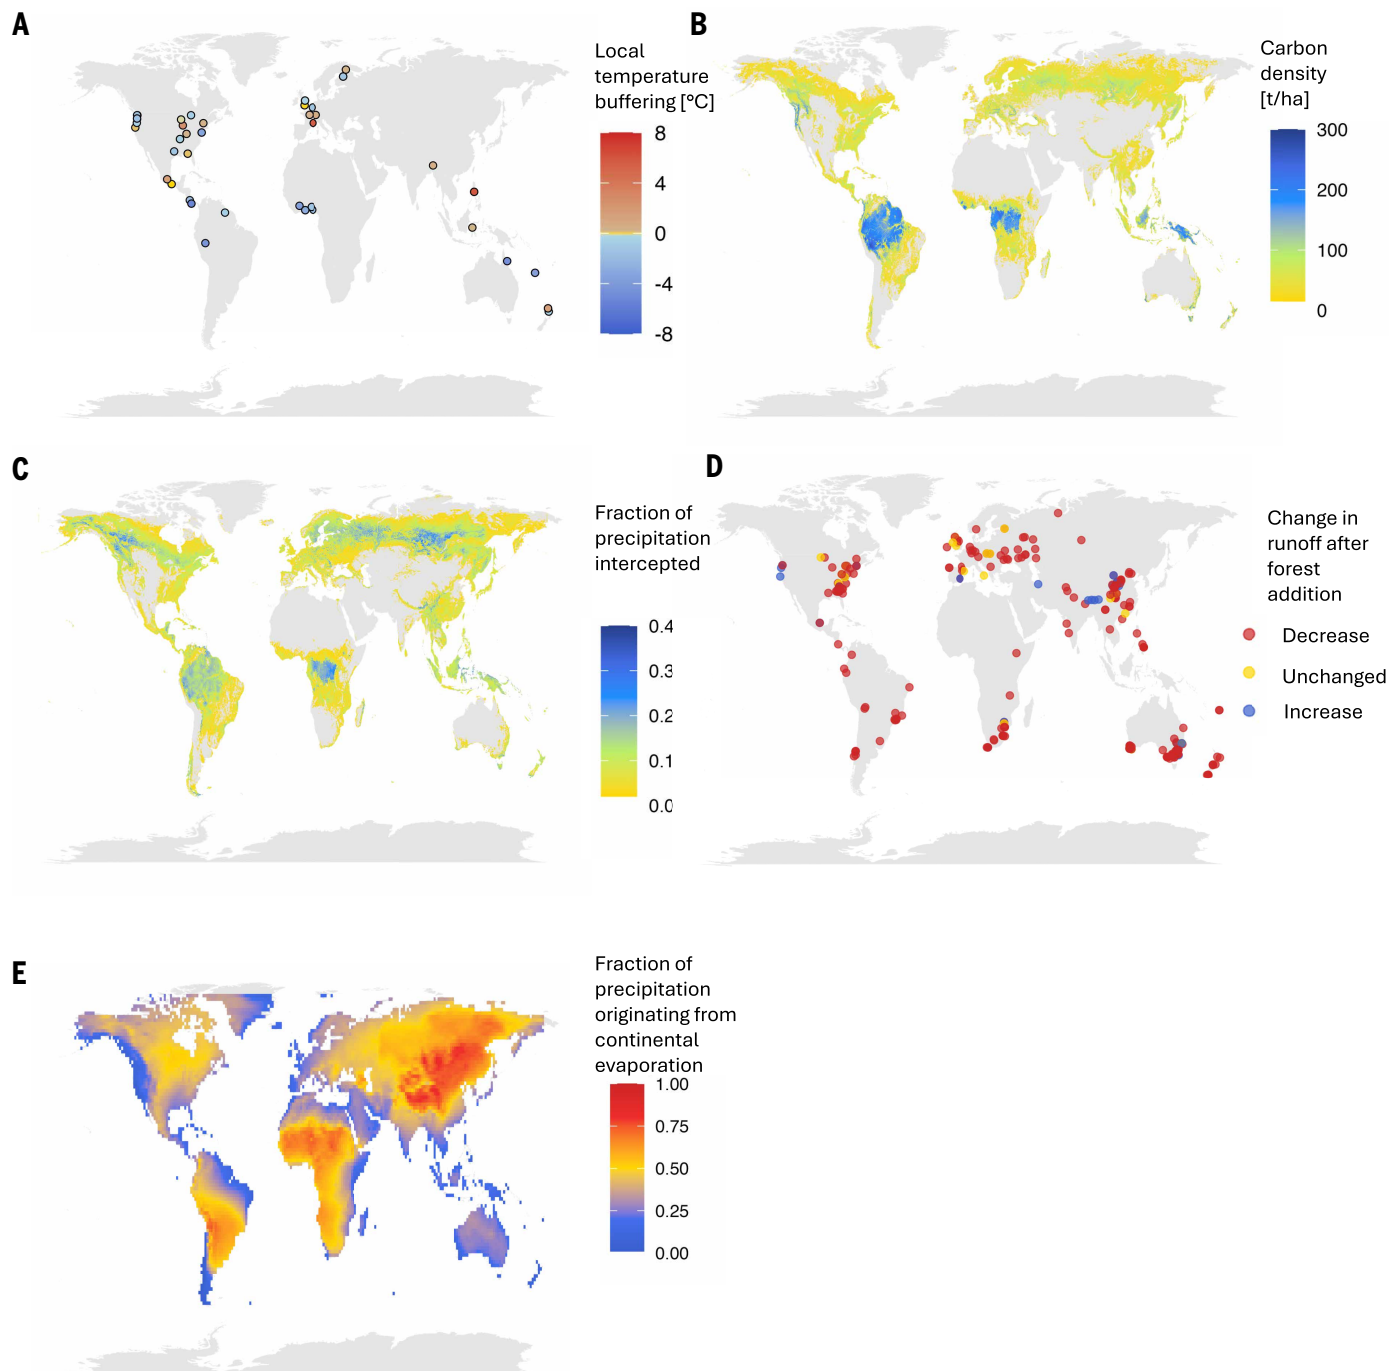 A
Local
temperature
buffering [°C]
8
4
0
-4
-8
B
Carbon
density
[t/ha]
300
200
100
0
C
Fraction of
precipitation
intercepted
0.4
0.3
0.2
0.1
0.0
D
Change in
runoff after
forest
addition
Decrease
Unchanged
Increase
E
Fraction of
precipitation
originating from
continental
evaporation
1.00
0.75
0.50
0.25
0.00